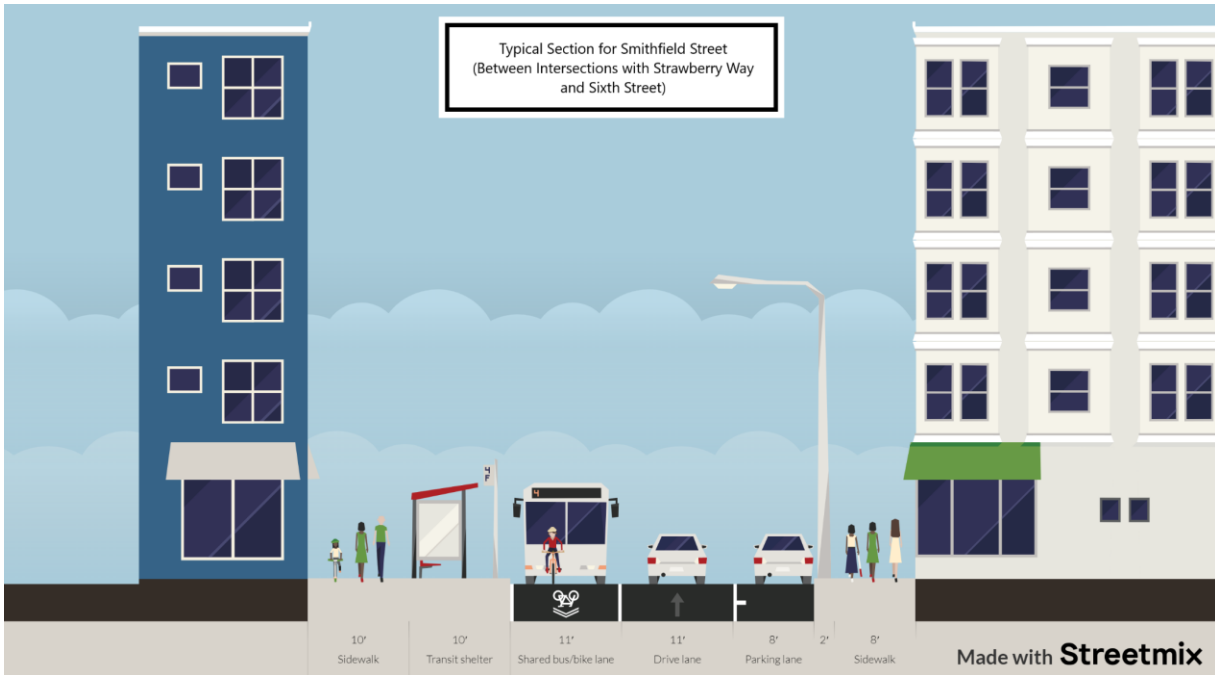 Typical Section for Smithfield Street
(Between Intersections with Strawberry Way
and Sixth Street)
4
F
4
10' 10' 11' 11' 8' 2' 8'
Sidewalk Transit shelter Shared bus/bike lane Drive lane Parking lane Sidewalk
Made with Streetmix